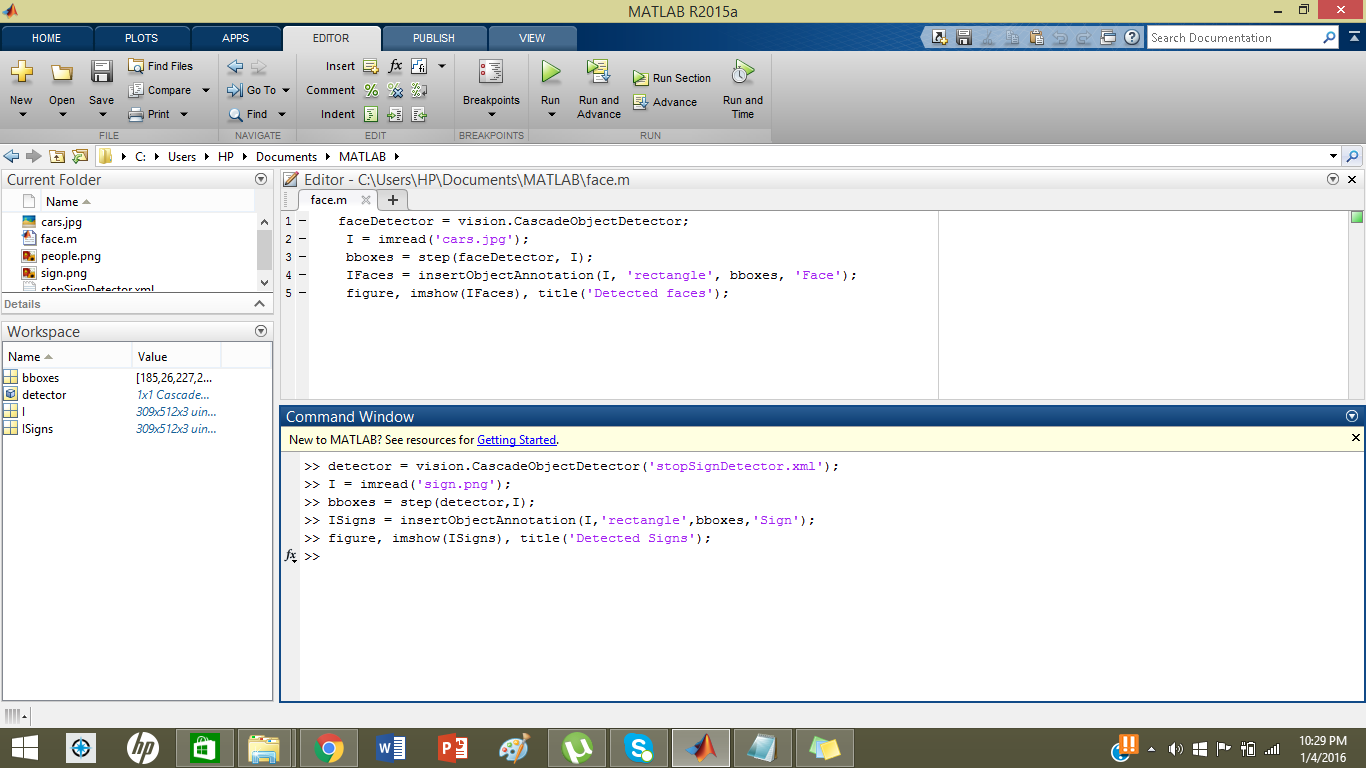 MATLAB R2015a
HOME PLOTS APPS EDITOR PUBLISH VIEW
Search Documentation
New Open Save
Find Files
Compare
Print
FILE
Go To
Find
NAVIGATE
Insert fx
Comment
Indent
EDIT
Breakpoints
BREAKPOINTS
Run
Run and Advance
Run Section
Advance
Run and Time
RUN
C: Users HP Documents MATLAB
Current Folder
Name
cars.jpg
face.m
people.png
sign.png
stopSignDetector.xml
Details
Workspace
Name Value
bboxes [185,26,227,2...
detector 1x1 Cascade...
I 309x512x3 uin...
ISigns 309x512x3 uin...
Editor - C:\Users\HP\Documents\MATLAB\face.m
face.m
1 faceDetector = vision.CascadeObjectDetector;
2 I = imread('cars.jpg');
3 bboxes = step(faceDetector, I);
4 IFaces = insertObjectAnnotation(I, 'rectangle', bboxes, 'Face');
5 figure, imshow(IFaces), title('Detected faces');
Command Window
New to MATLAB? See resources for Getting Started.
>> detector = vision.CascadeObjectDetector('stopSignDetector.xml');
>> I = imread('sign.png');
>> bboxes = step(detector,I);
>> ISigns = insertObjectAnnotation(I,'rectangle',bboxes,'Sign');
>> figure, imshow(ISigns), title('Detected Signs');
fx >>
10:29 PM
1/4/2016